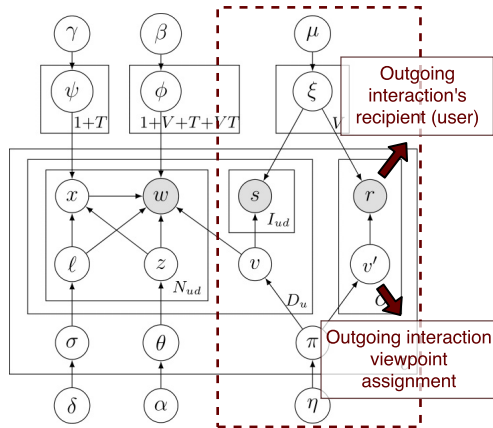 γ β μ
ψ φ ξ
1+T 1+V+T+VT V
Outgoing
interaction's
recipient (user)
x w s r
I_ud
ℓ z v v′
N_ud D_u
Outgoing interaction
viewpoint
assignment
σ θ π
δ α η